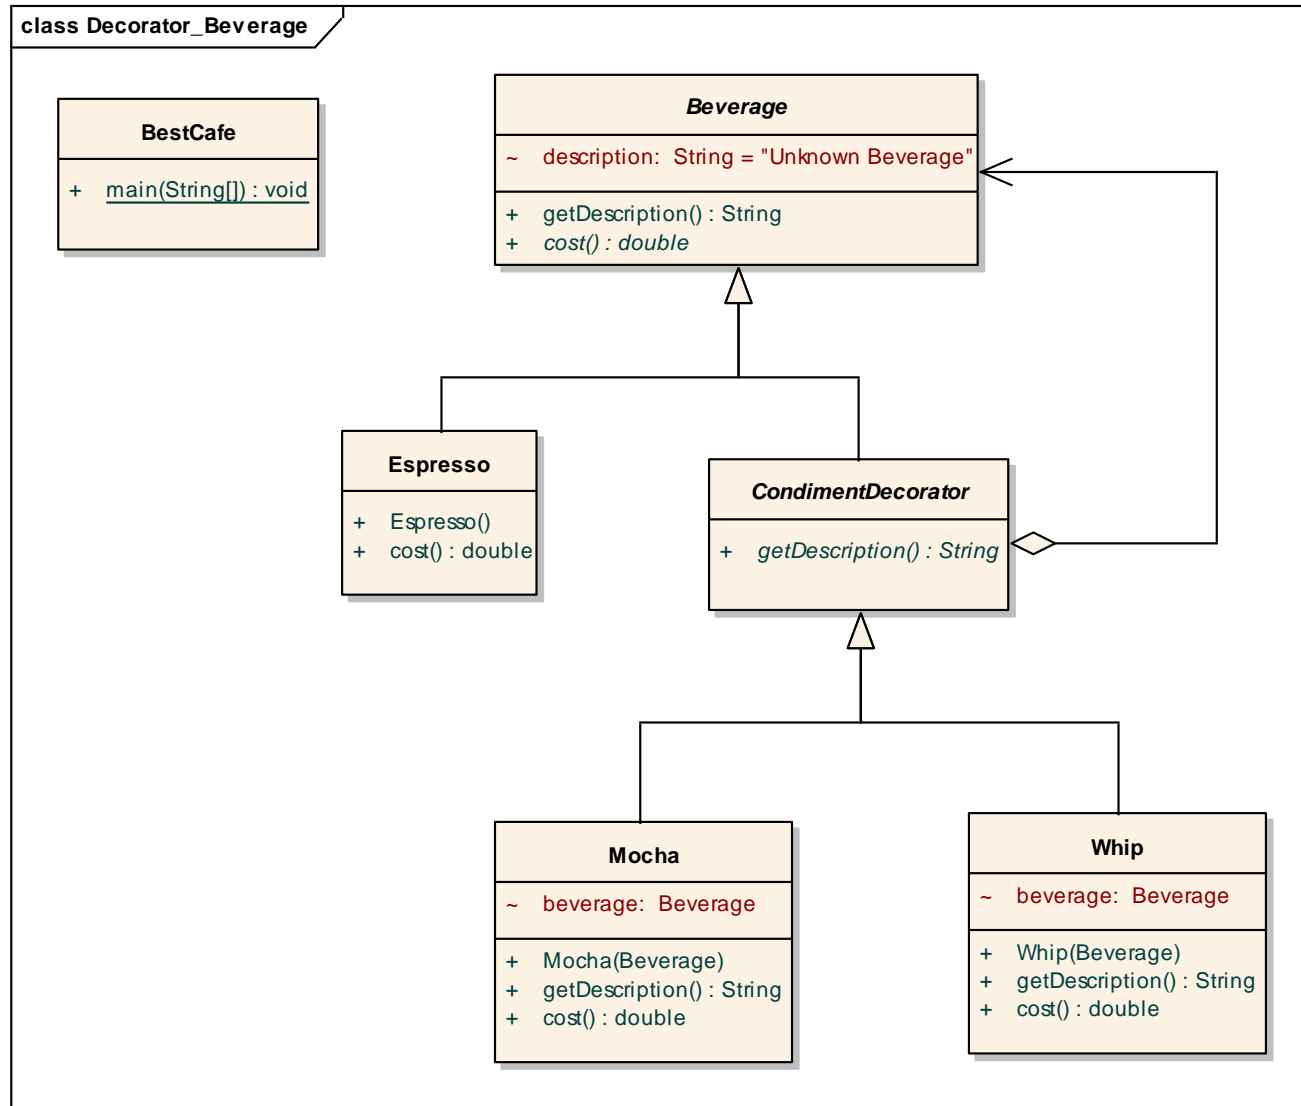 class Decorator_Beverage
BestCafe
+ main(String[]) : void
Beverage
~ description: String = "Unknown Beverage"
+ getDescription() : String
+ cost() : double
Espresso
+ Espresso()
+ cost() : double
CondimentDecorator
+ getDescription() : String
Mocha
~ beverage: Beverage
+ Mocha(Beverage)
+ getDescription() : String
+ cost() : double
Whip
~ beverage: Beverage
+ Whip(Beverage)
+ getDescription() : String
+ cost() : double